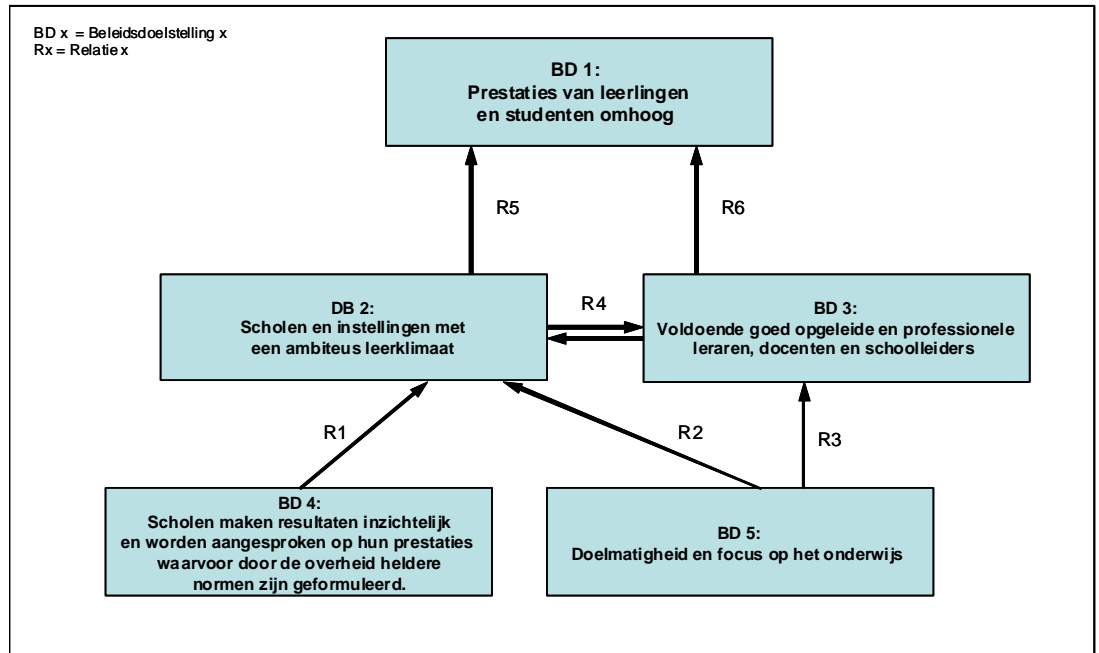 BD x = Beleidsdoelstelling x
Rx = Relatie x
BD 1:
Prestaties van leerlingen
en studenten omhoog
R5
R6
DB 2:
Scholen en instellingen met
een ambiteus leerklimaat
R4
BD 3:
Voldoende goed opgeleide en professionele
leraren, docenten en schoolleiders
R1
R2
R3
BD 4:
Scholen maken resultaten inzichtelijk
en worden aangesproken op hun prestaties
waarvoor door de overheid heldere
normen zijn geformuleerd.
BD 5:
Doelmatigheid en focus op het onderwijs